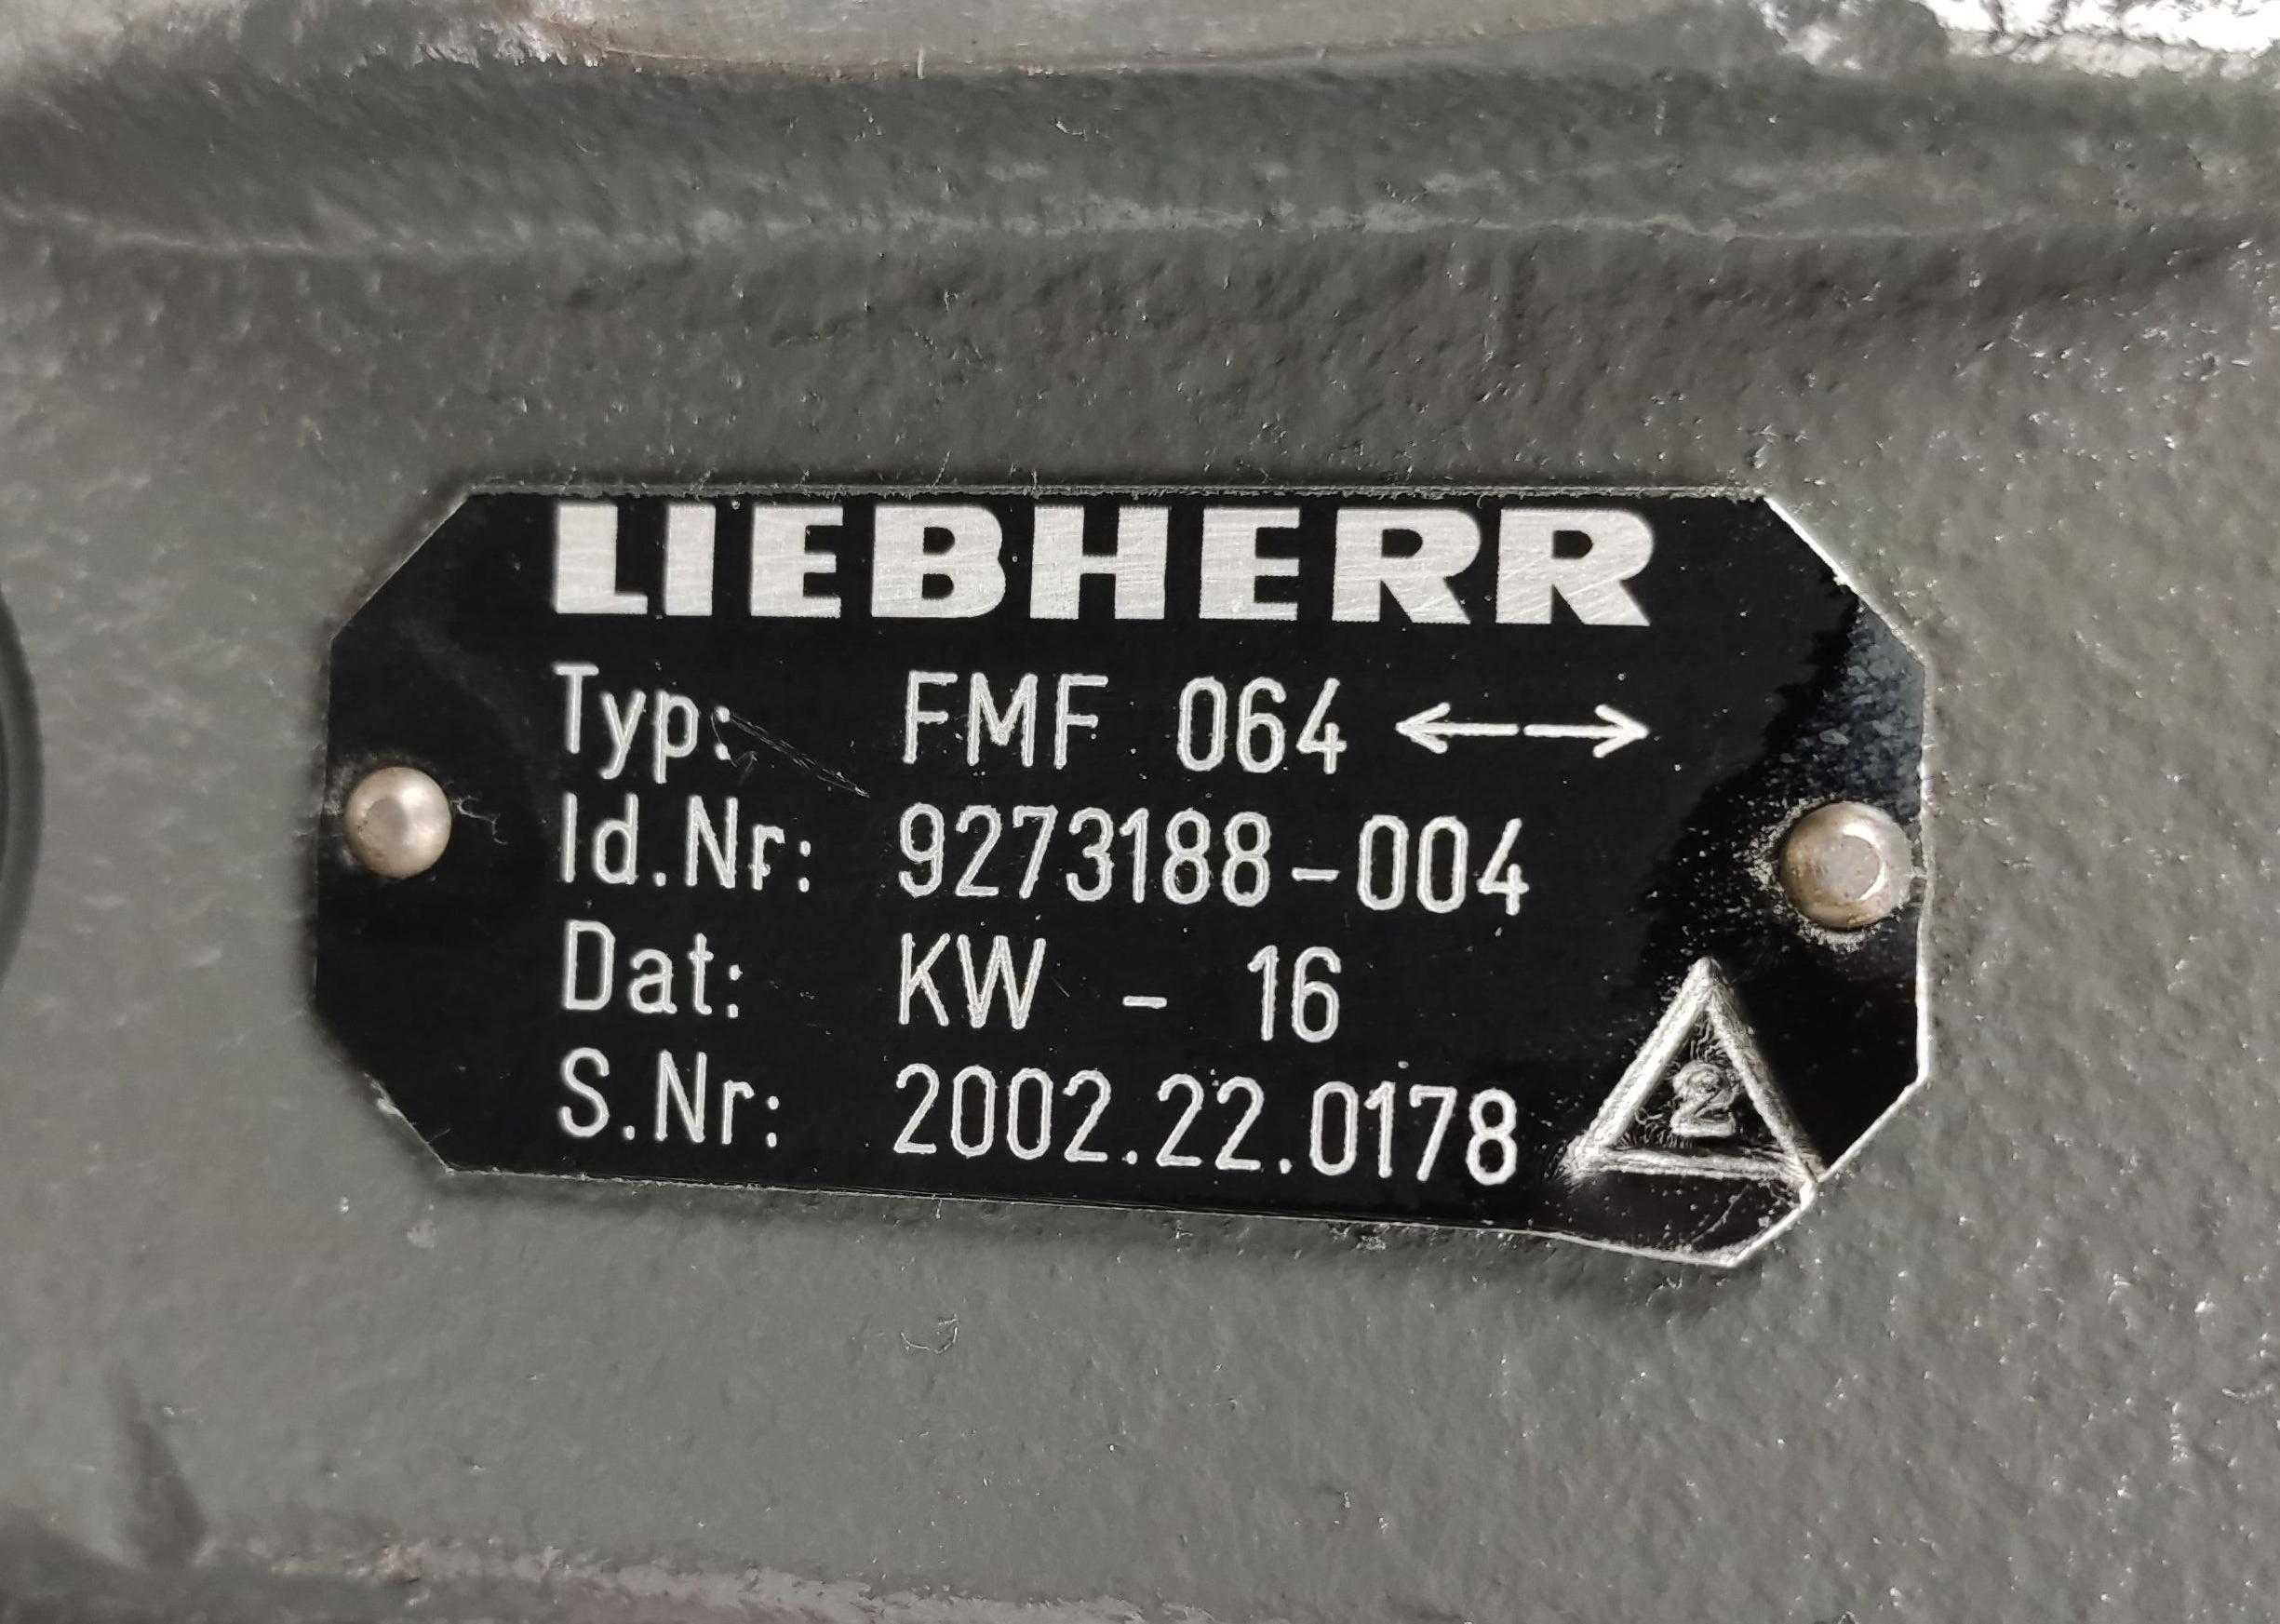 LIEBHERR
Typ: FMF 064 ←→
Id.Nr: 9273188-004
Dat: KW - 16
S.Nr: 2002.22.0178
2